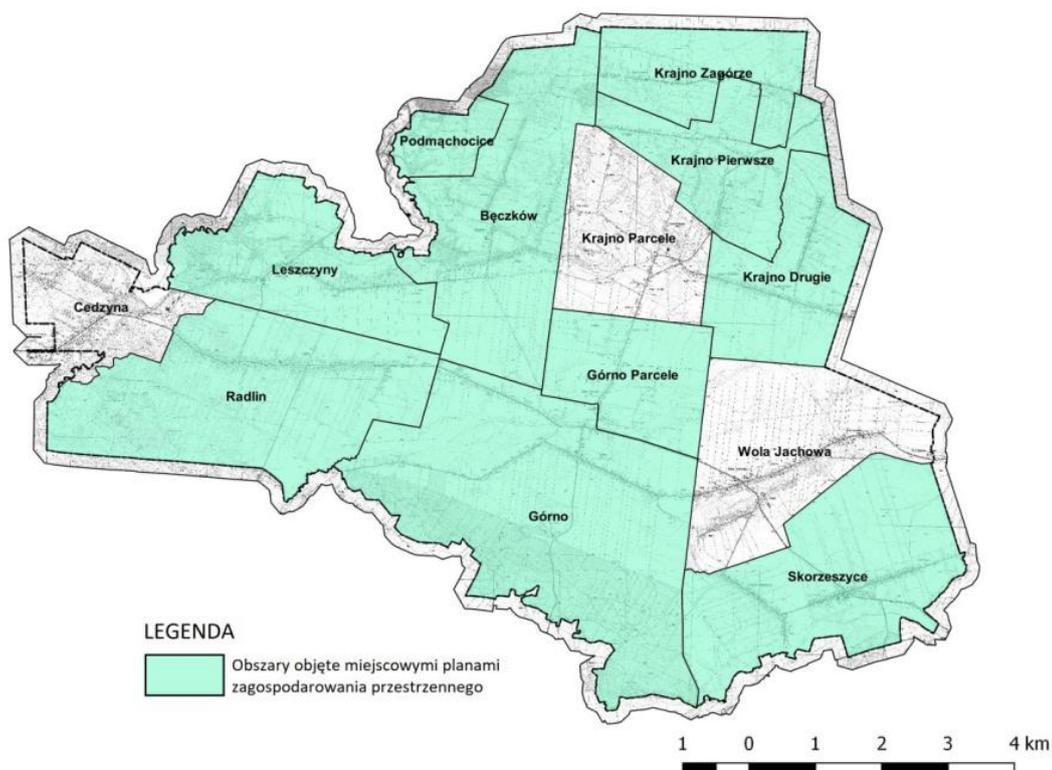 Krajno Zagórze
Podmąchocice
Krajno Pierwsze
Bęczków
Krajno Parcele
Leszczyny
Krajno Drugie
Cedzyna
Górno Parcele
Radlin
Wola Jachowa
Górno
Skorzeszyce
LEGENDA
Obszary objęte miejscowymi planami
zagospodarowania przestrzennego
1 0 1 2 3 4 km